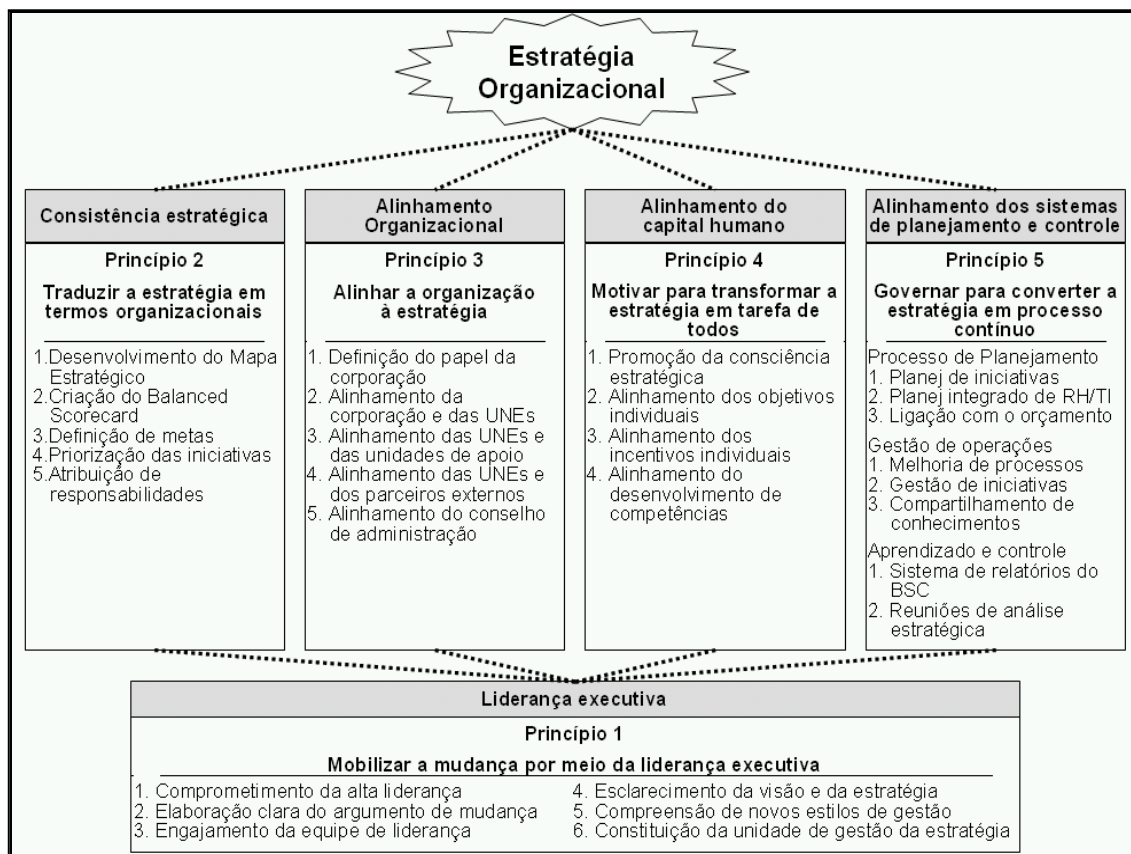 Estratégia
Organizacional
Consistência estratégica
Princípio 2
Traduzir a estratégia em
termos organizacionais
1.Desenvolvimento do Mapa
Estratégico
2.Criação do Balanced
Scorecard
3.Definição de metas
4.Priorização das iniciativas
5.Atribuição de
responsabilidades
Alinhamento
Organizacional
Princípio 3
Alinhar a organização
à estratégia
1. Definição do papel da
corporação
2. Alinhamento da
corporação e das UNEs
3. Alinhamento das UNEs e
das unidades de apoio
4. Alinhamento das UNEs e
dos parceiros externos
5. Alinhamento do conselho
de administração
Alinhamento do
capital humano
Princípio 4
Motivar para transformar a
estratégia em tarefa de
todos
1. Promoção da consciência
estratégica
2. Alinhamento dos objetivos
individuais
3. Alinhamento dos
incentivos individuais
4. Alinhamento do
desenvolvimento de
competências
Alinhamento dos sistemas
de planejamento e controle
Princípio 5
Governar para converter a
estratégia em processo
contínuo
Processo de Planejamento
1. Planej de iniciativas
2. Planej integrado de RH/TI
3. Ligação com o orçamento
Gestão de operações
1. Melhoria de processos
2. Gestão de iniciativas
3. Compartilhamento de
conhecimentos
Aprendizado e controle
1. Sistema de relatórios do
BSC
2. Reuniões de análise
estratégica
Liderança executiva
Princípio 1
Mobilizar a mudança por meio da liderança executiva
1. Comprometimento da alta liderança
2. Elaboração clara do argumento de mudança
3. Engajamento da equipe de liderança
4. Esclarecimento da visão e da estratégia
5. Compreensão de novos estilos de gestão
6. Constituição da unidade de gestão da estratégia